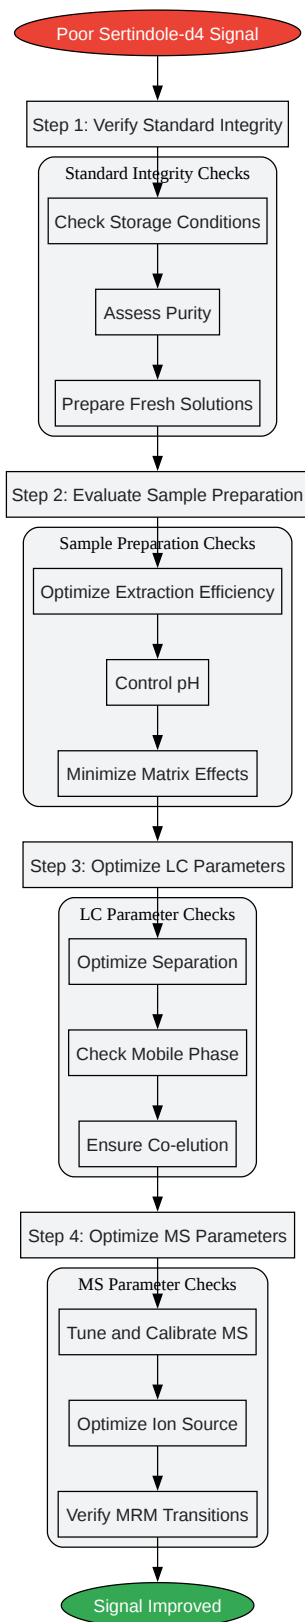 Poor Sertindole-d4 Signal
Step 1: Verify Standard Integrity
Standard Integrity Checks
Check Storage Conditions
Assess Purity
Prepare Fresh Solutions
Step 2: Evaluate Sample Preparation
Sample Preparation Checks
Optimize Extraction Efficiency
Control pH
Minimize Matrix Effects
Step 3: Optimize LC Parameters
LC Parameter Checks
Optimize Separation
Check Mobile Phase
Ensure Co-elution
Step 4: Optimize MS Parameters
MS Parameter Checks
Tune and Calibrate MS
Optimize Ion Source
Verify MRM Transitions
Signal Improved